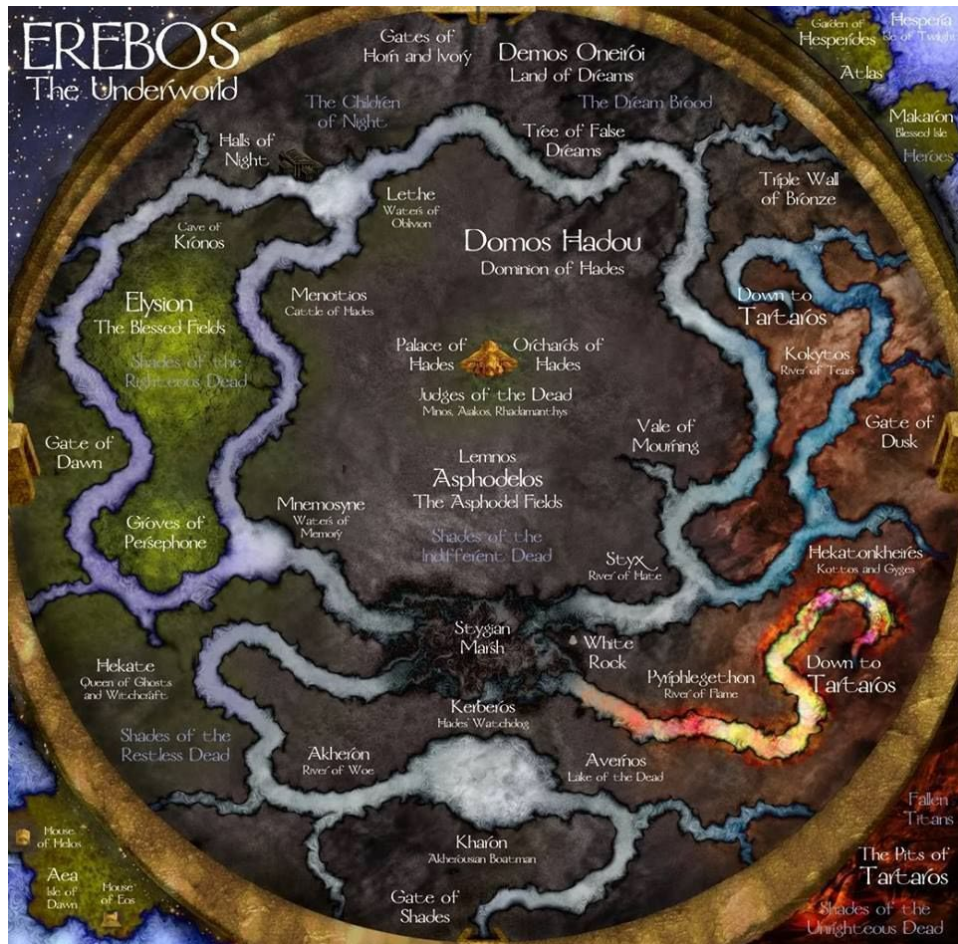 EREBOS
The Underworld
Gates of
Horn and Ivory
Demos Oneiroi
Land of Dreams
Garden of
Hesperides
Hesperia
Isle of Twilight
Atlas
The Children
of Night
The Dream Brood
Makaron
Blessed Isle
Heroes
Halls of
Night
Tree of False
Dreams
Lethe
Waters of
Oblivion
Triple Wall
of Bronze
Cave of
Kronos
Domos Hadou
Dominion of Hades
Elysion
The Blessed Fields
Shades of the
Righteous Dead
Menoitios
Cattle of Hades
Down to
Tartaros
Palace of
Hades
Orchards of
Hades
Kokytos
River of Tears
Judges of the Dead
Minos, Aiakos, Rhadamanthys
Gate of
Dawn
Vale of
Mourning
Gate of
Dusk
Lemnos
Asphodelos
The Asphodel Fields
Shades of the
Indifferent Dead
Groves of
Persephone
Mnemosyne
Waters of
Memory
Styx
River of Hate
Hekatonkheires
Kottos and Gyges
Stygian
Marsh
White
Rock
Hekate
Queen of Ghosts
and Witchcraft
Pyriphlegethon
River of Flame
Down to
Tartaros
Kerberos
Hades' Watchdog
Shades of the
Restless Dead
Akheron
River of Woe
Avernos
Lake of the Dead
Fallen
Titans
House
of Helios
Kharon
Akherousian Boatman
The Pits of
Tartaros
Aea
Isle of
Dawn
House
of Eos
Gate of
Shades
Shades of the
Unrighteous Dead